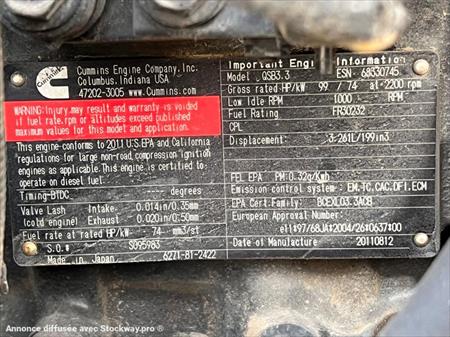 Cummins
Cummins Engine Company, Inc.
Columbus, Indiana USA
47202-3005 www.Cummins.com
WARNING: Injury may result and warranty is voided
if fuel rate, rpm or altitudes exceed published
maximum values for this model and application
This engine conforms to 2011 U.S EPA and California
regulations for large non-road compression ignition
engines as applicable. This engine is certified to
operate on diesel fuel.
Timing-BTDC degrees
Valve Lash Intake. 0.014in/0.35mm
(cold engine) Exhaust 0.020in/0.50mm
Fuel rate at rated HP/kW 74 mm3/st
S.O.# S095983
Made in Japan 6271-81-2422
Important Engine Information
Model. QSB3.3 ESN. 68330745
Gross rated HP/kW 99 / 74 at 2200 rpm
Low Idle RPM 1000 RPM
Fuel Rating FR30232
CPL
Displacement 3.261L/199in3
FEL EPA PM:0.32g/Kwh
Emission control system : EM,TC,CAC,DFI,ECM
EPA Cert.Family: BCEXL03.3ACB
European Approval Number.
e11*97/68JA*2004/26*0637*00
Date of Manufacture 20110812
Annonce diffusée avec Stockway.pro ®